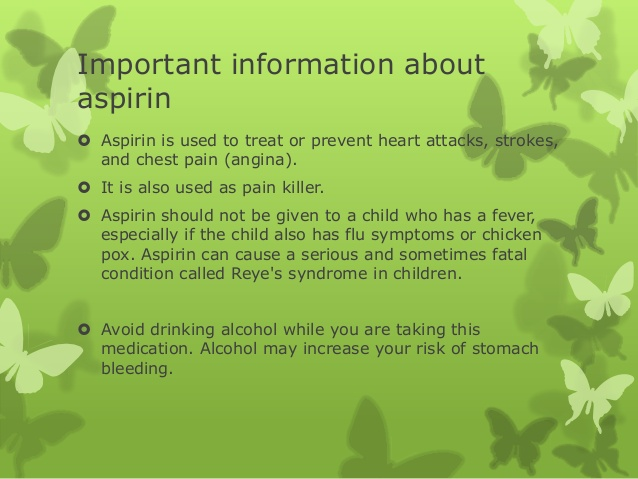 Important information about
aspirin
Aspirin is used to treat or prevent heart attacks, strokes,
and chest pain (angina).
It is also used as pain killer.
Aspirin should not be given to a child who has a fever,
especially if the child also has flu symptoms or chicken
pox. Aspirin can cause a serious and sometimes fatal
condition called Reye's syndrome in children.
Avoid drinking alcohol while you are taking this
medication. Alcohol may increase your risk of stomach
bleeding.